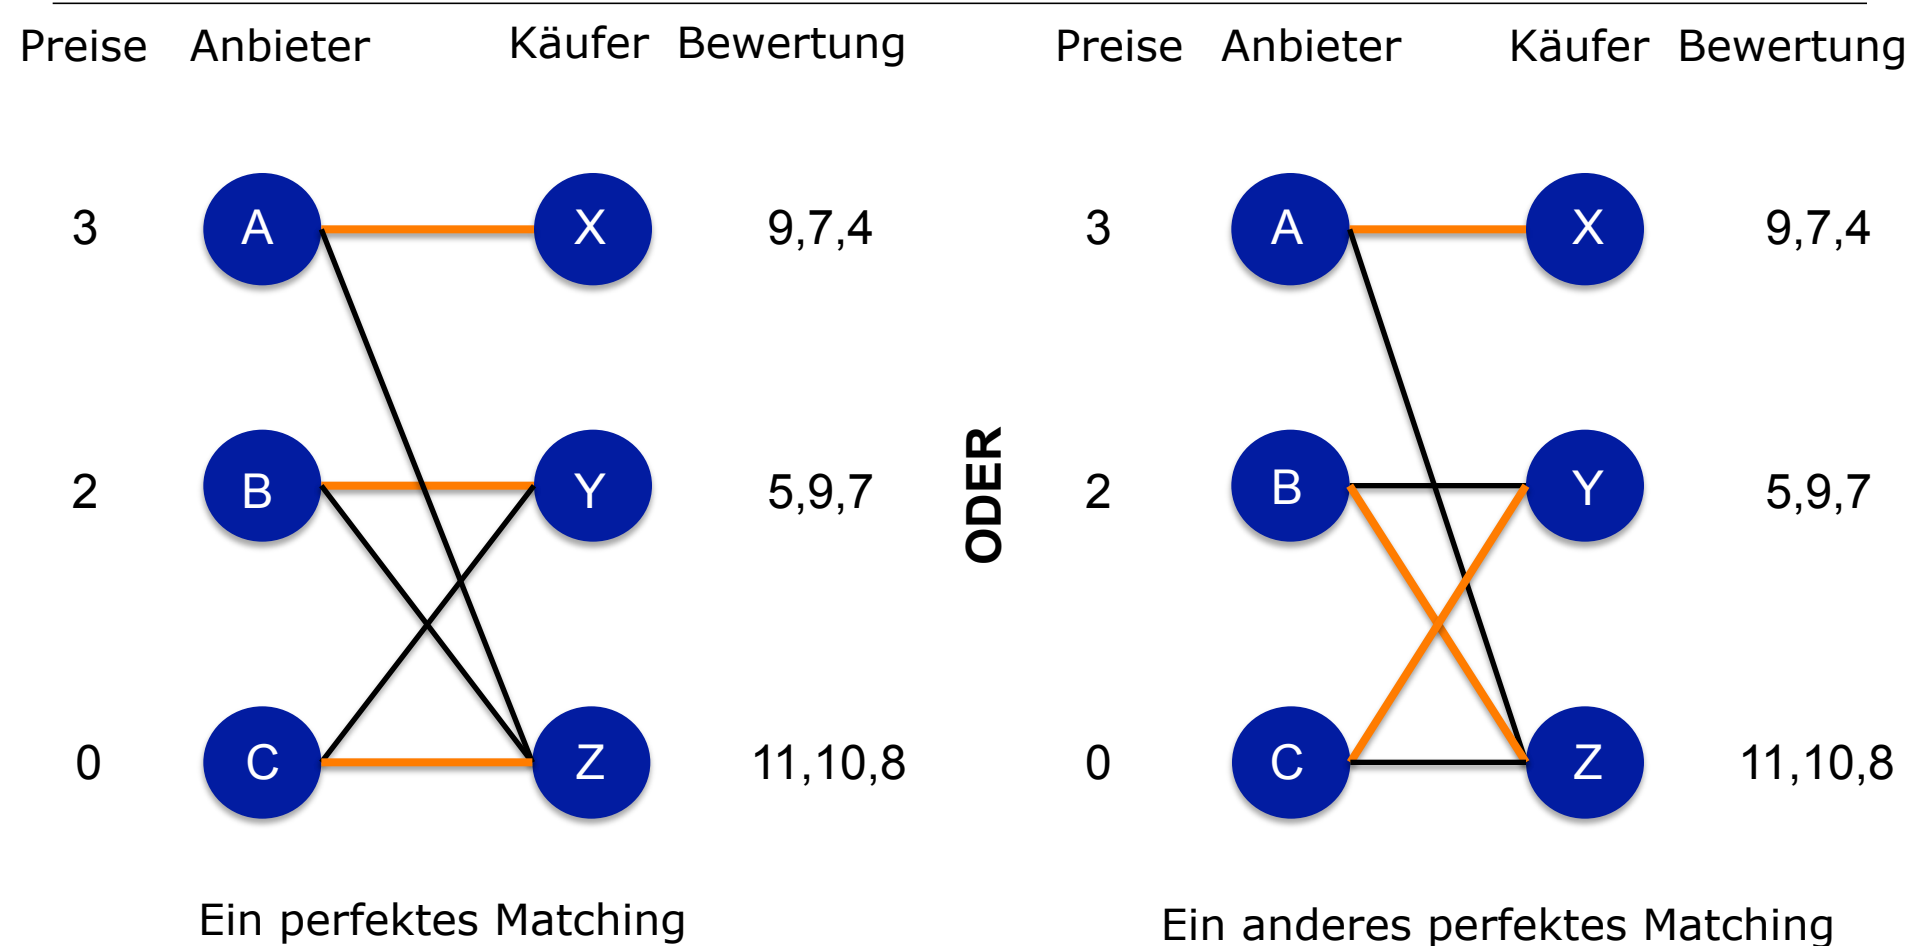 Preise Anbieter Käufer Bewertung Preise Anbieter Käufer Bewertung
3 A X 9,7,4 3 A X 9,7,4
2 B Y 5,9,7 ODER 2 B Y 5,9,7
0 C Z 11,10,8 0 C Z 11,10,8
Ein perfektes Matching Ein anderes perfektes Matching